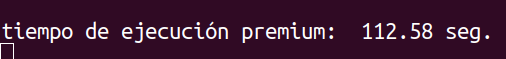 tiempo de ejecución premium:  112.58 seg.